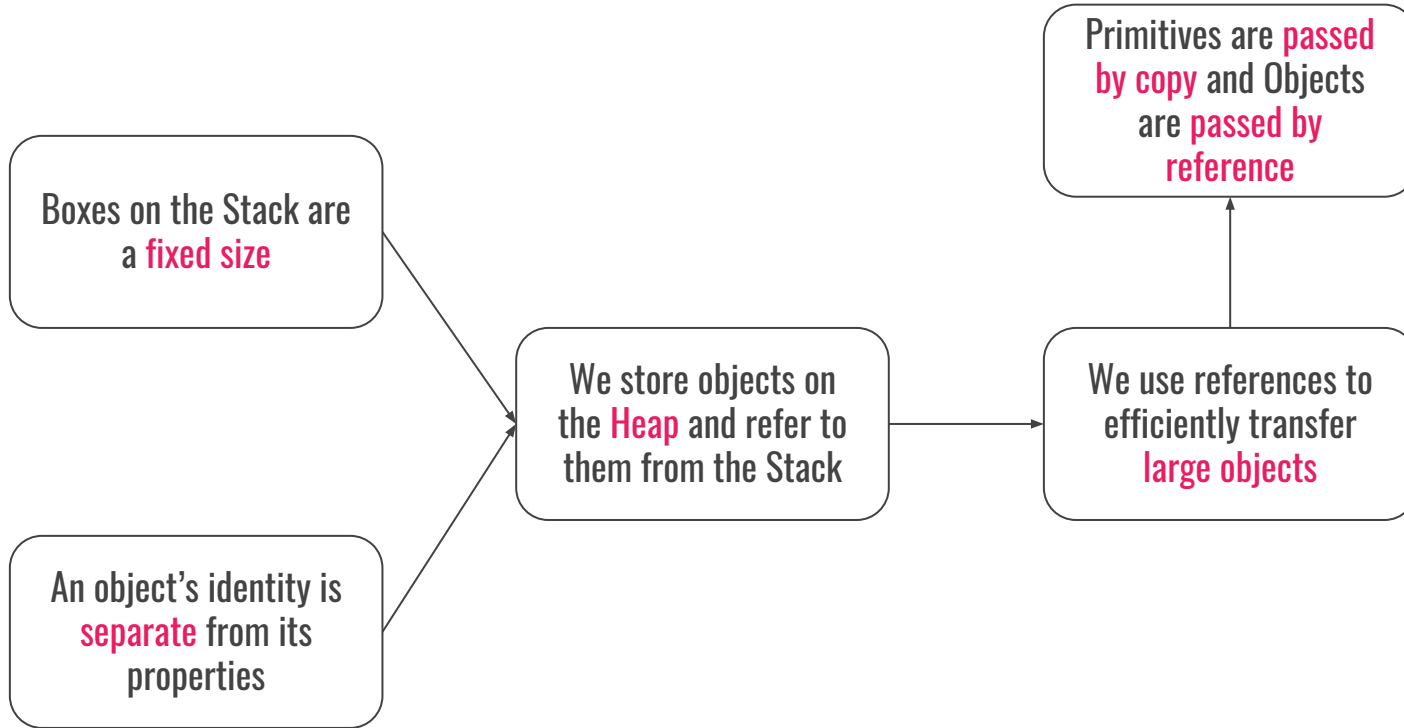 Boxes on the Stack are
a fixed size
An object’s identity is
separate from its
properties
We store objects on
the Heap and refer to
them from the Stack
We use references to
efficiently transfer
large objects
Primitives are passed
by copy and Objects
are passed by
reference